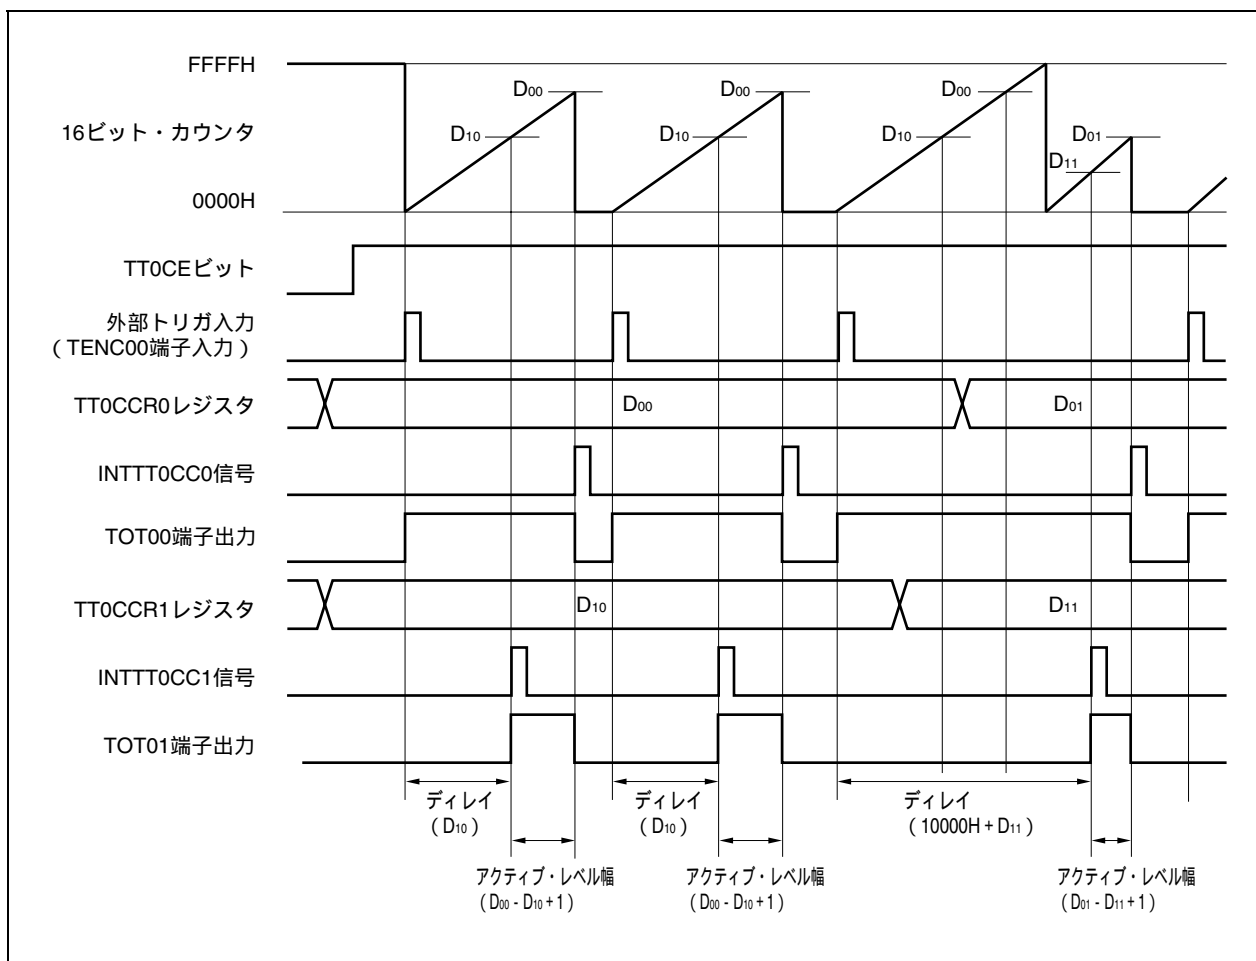 FFFFH
D00
D00
D00
16ビット・カウンタ
D10
D10
D10
D01
D11
0000H
TT0CEビット
外部トリガ入力
（TENC00端子入力）
TT0CCR0レジスタ
D00
D01
INTTT0CC0信号
TOT00端子出力
TT0CCR1レジスタ
D10
D11
INTTT0CC1信号
TOT01端子出力
ディレイ
（D10）
ディレイ
（D10）
ディレイ
（10000H + D11）
アクティブ・レベル幅
（D00 - D10 + 1）
アクティブ・レベル幅
（D00 - D10 + 1）
アクティブ・レベル幅
（D01 - D11 + 1）